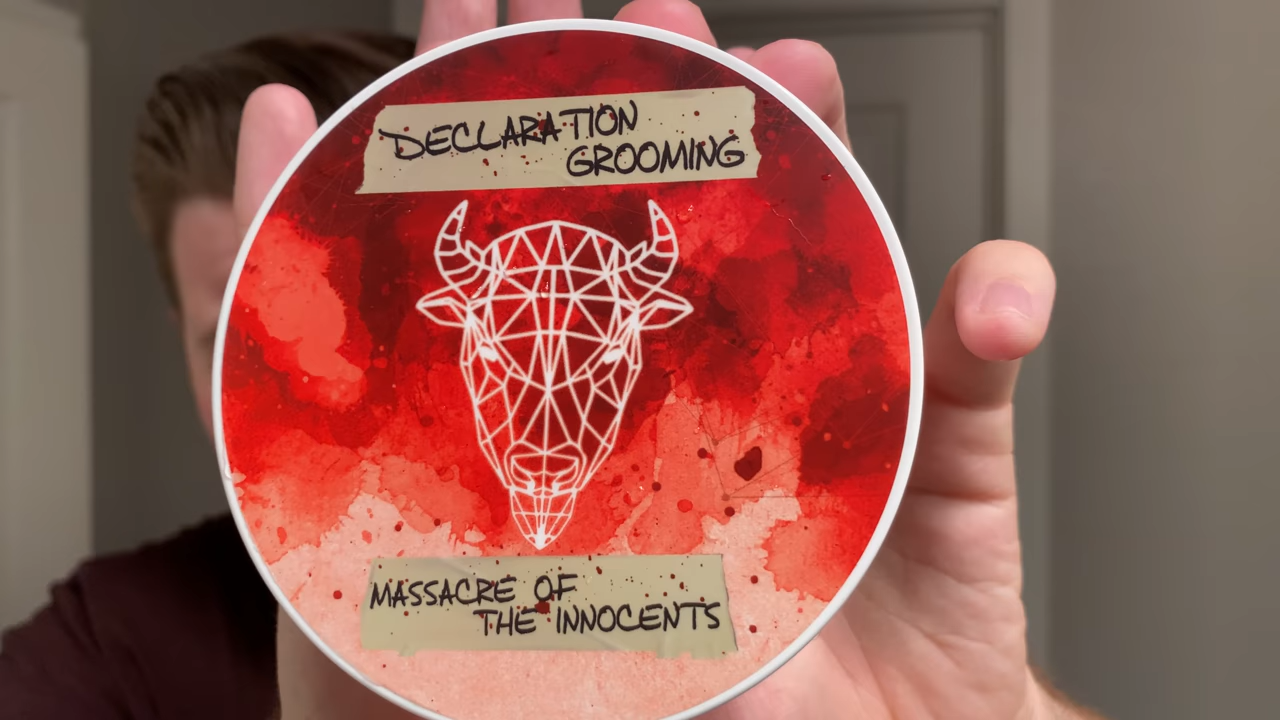 DECLARATION
GROOMING
MASSACRE OF
THE INNOCENTS